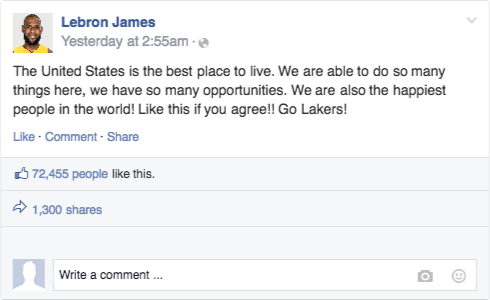 Lebron James
Yesterday at 2:55am ·
The United States is the best place to live. We are able to do so many
things here, we have so many opportunities. We are also the happiest
people in the world! Like this if you agree!! Go Lakers!
Like · Comment · Share
72,455 people like this.
1,300 shares
Write a comment ...